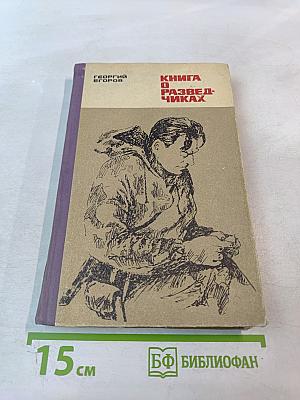 ГЕОРГИЙ
ЕГОРОВ
КНИГА
О
РАЗВЕД-
ЧИКАХ
15 см
БФ БИБЛИОФАН